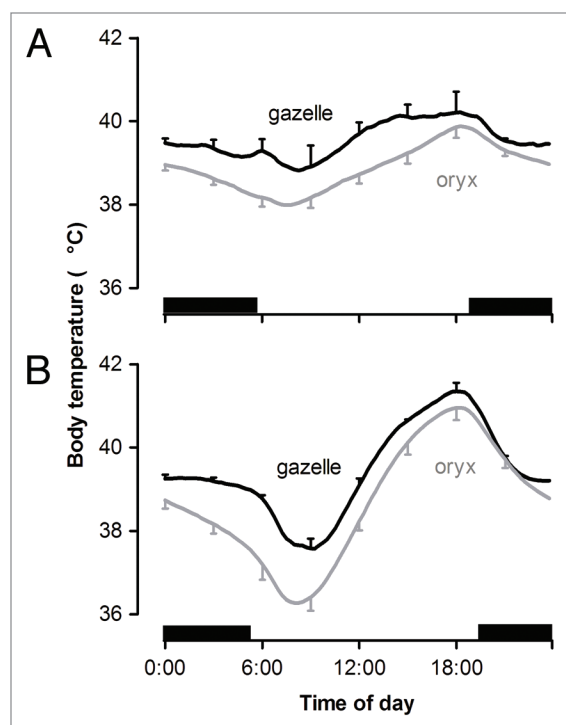 A
42
40
38
36
gazelle
oryx
B
42
40
38
36
gazelle
oryx
Body temperature ( °C)
0:00 6:00 12:00 18:00
Time of day